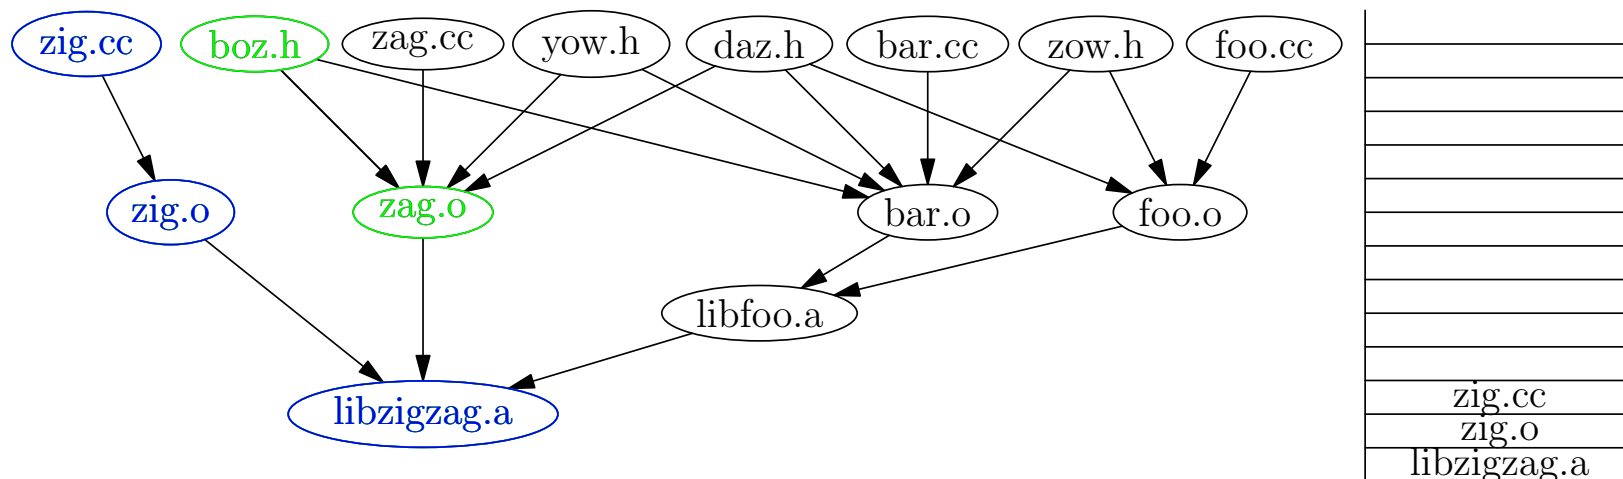 zig.cc
boz.h
zag.cc
yow.h
daz.h
bar.cc
zow.h
foo.cc
zig.o
zag.o
bar.o
foo.o
libfoo.a
libzigzag.a
zig.cc
zig.o
libzigzag.a